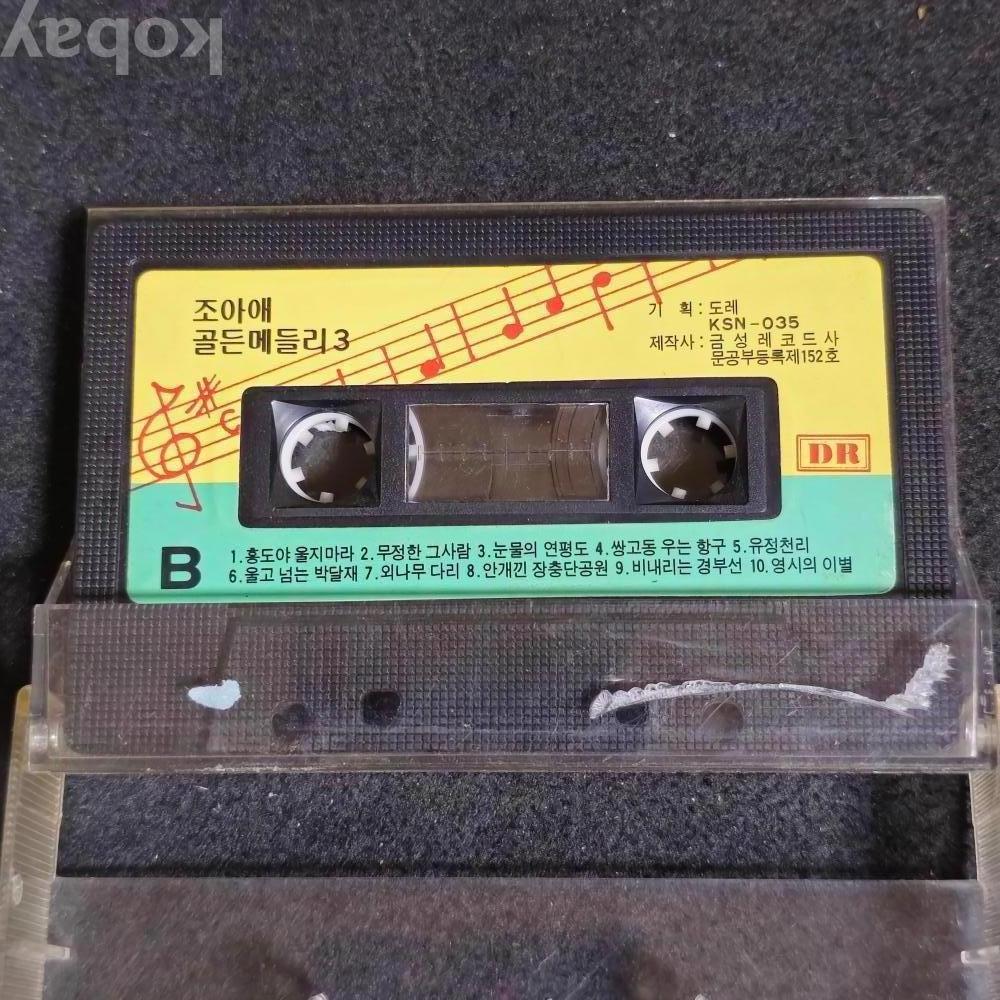 kobay
조아애
골든메들리 3
기 획 : 도레
KSN-035
제작사 : 금성레코드사
문공부등록제152호
DR
B
1. 홍도야 울지마라 2. 무정한 그사람 3. 눈물의 연평도 4. 쌍고동 우는 항구 5. 유정천리
6. 울고 넘는 박달재 7. 외나무 다리 8. 안개낀 장충단공원 9. 비내리는 경부선 10. 영시의 이별